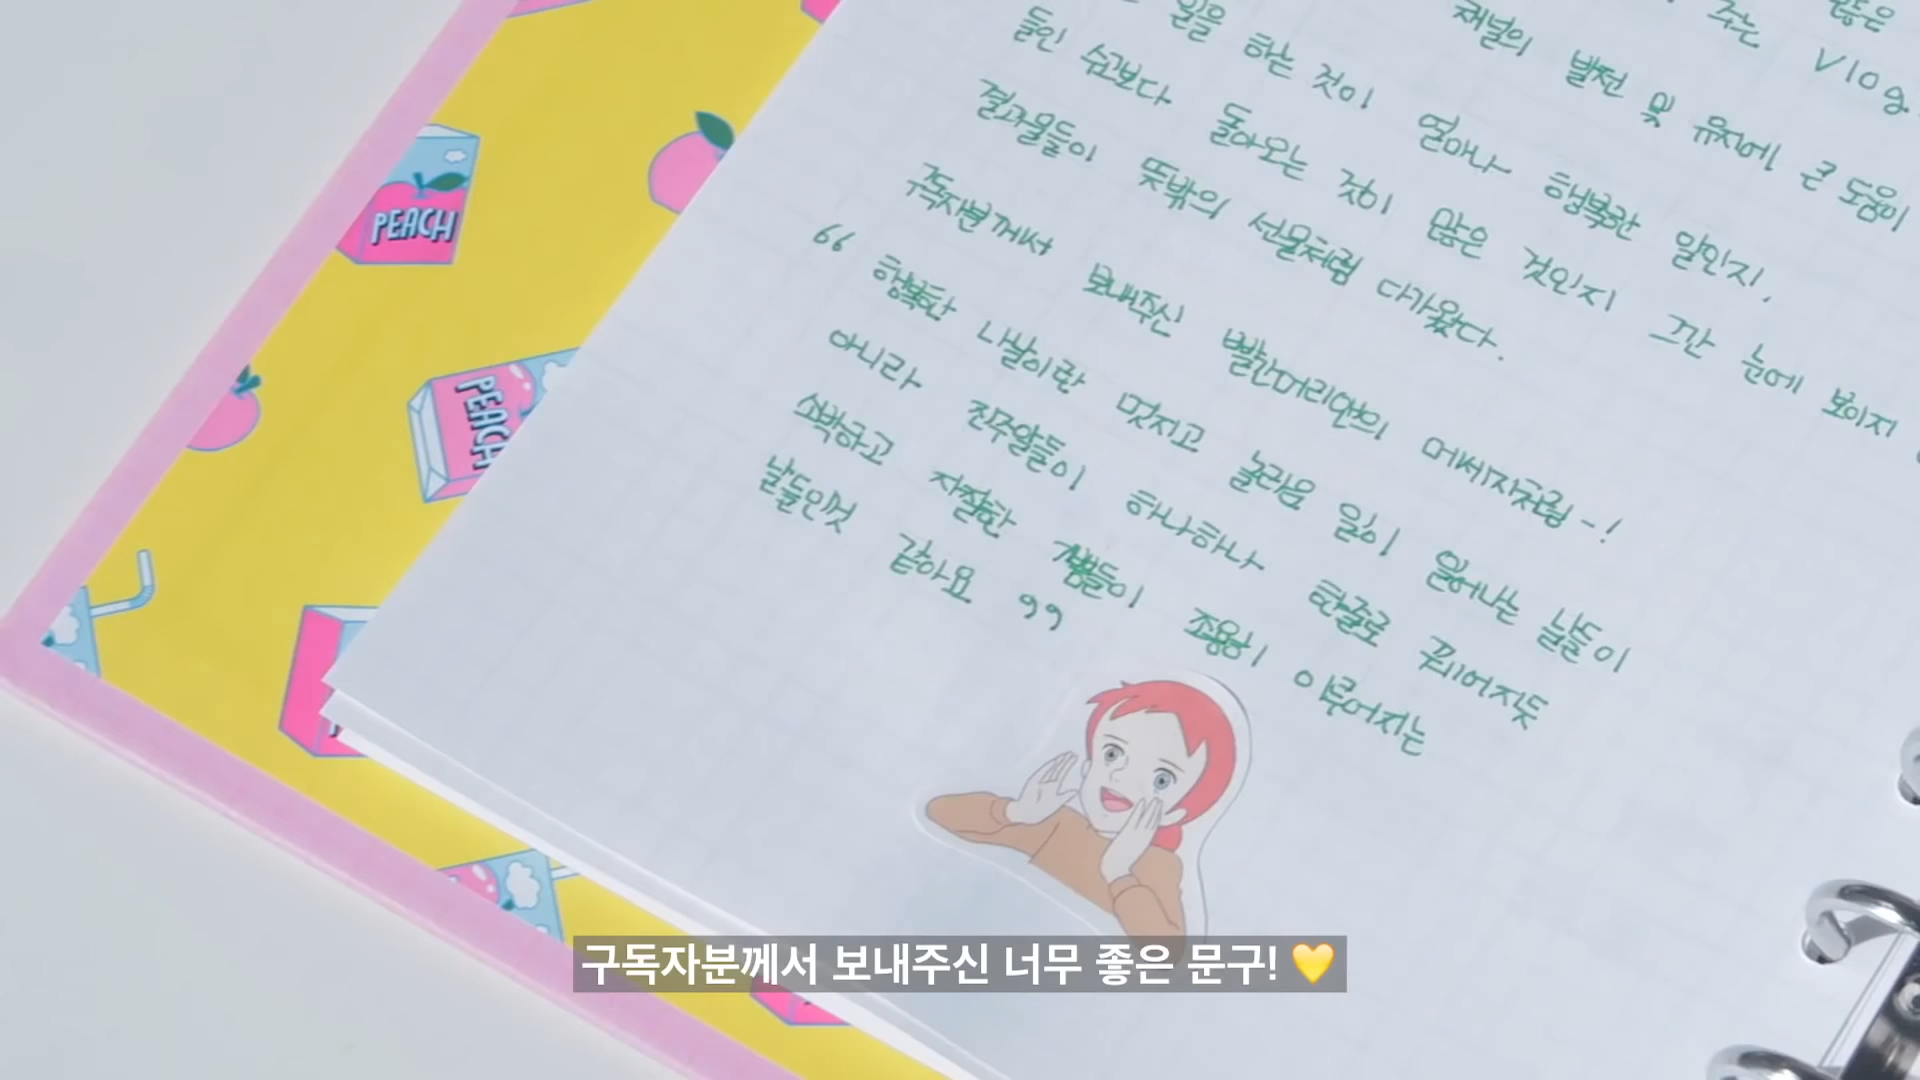 많은
주는 Vlog
채널의 발전 및 유지에 큰 도움이
일을 하는 것이 얼마나 행복한 일인지,
들인 수고보다 돌아오는 것이 많은 것인지 그간 눈에 보이지
결과물들이 뜻밖의 선물처럼 다가왔다.
구독자분께서 보내주신 빨간머리앤의 메세지처럼-!
“ 행복한 나날이란 멋지고 놀라운 일이 일어나는 날들이
아니라 진주알들이 하나하나 한줄로 꿰어지듯
소박하고 자잘한 기쁨들이 조용히 이루어지는
날들인것 같아요 ”
PEACH
PEACH
구독자분께서 보내주신 너무 좋은 문구! 💛